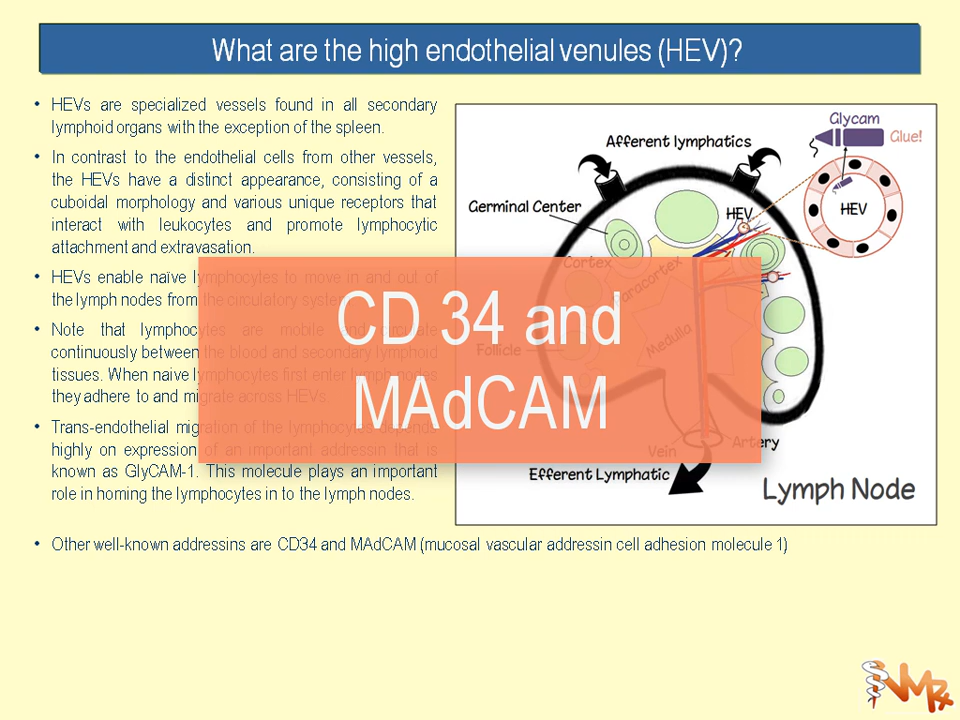 What are the high endothelial venules (HEV)?
• HEVs are specialized vessels found in all secondary
lymphoid organs with the exception of the spleen.
• In contrast to the endothelial cells from other vessels,
the HEVs have a distinct appearance, consisting of a
cuboidal morphology and various unique receptors that
interact with leukocytes and promote lymphocytic
attachment and extravasation.
• HEVs enable naïve lymphocytes to move in and out of
the lymph nodes from the circulatory system
• Note that lymphocytes are mobile and circulate
continuously between the blood and secondary lymphoid
tissues. When naive lymphocytes first enter lymph nodes
they adhere to and migrate across HEVs.
• Trans-endothelial migration of the lymphocytes depends
highly on expression of an important addressin that is
known as GlyCAM-1. This molecule plays an important
role in homing the lymphocytes in to the lymph nodes.
• Other well-known addressins are CD34 and MAdCAM (mucosal vascular addressin cell adhesion molecule 1)
CD 34 and
MAdCAM
Glycam
Glue!
Afferent lymphatics
HEV
Germinal Center
HEV
Cortex
Paracortex
Medulla
Follicle
Vein
Artery
Efferent Lymphatic
Lymph Node
VMRx